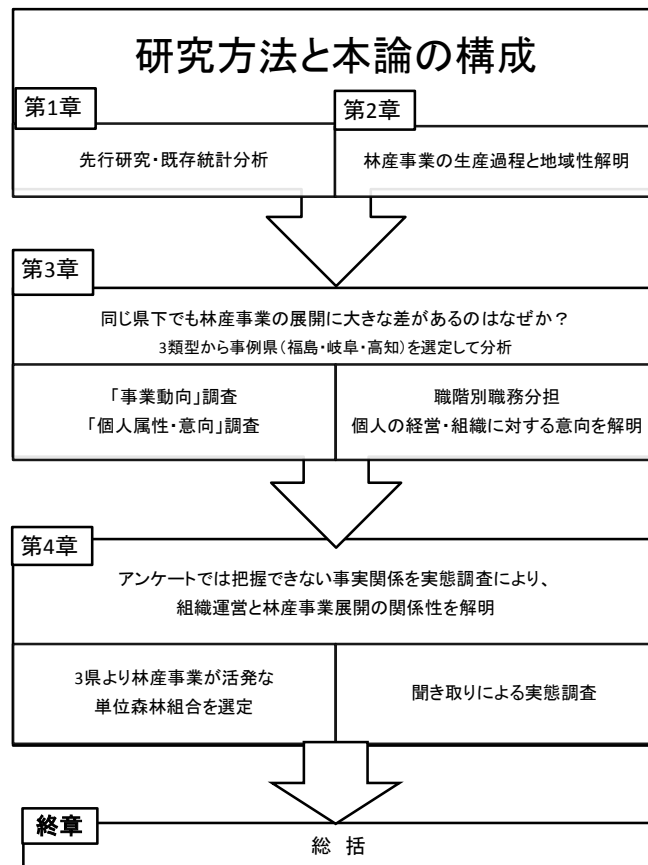 研究方法と本論の構成
第1章
第2章
先行研究・既存統計分析
林産事業の生産過程と地域性解明
第3章
同じ県下でも林産事業の展開に大きな差があるのはなぜか？
3類型から事例県（福島・岐阜・高知）を選定して分析
「事業動向」調査
「個人属性・意向」調査
職階別職務分担
個人の経営・組織に対する意向を解明
第4章
アンケートでは把握できない事実関係を実態調査により、
組織運営と林産事業展開の関係性を解明
3県より林産事業が活発な
単位森林組合を選定
聞き取りによる実態調査
終章
総 括